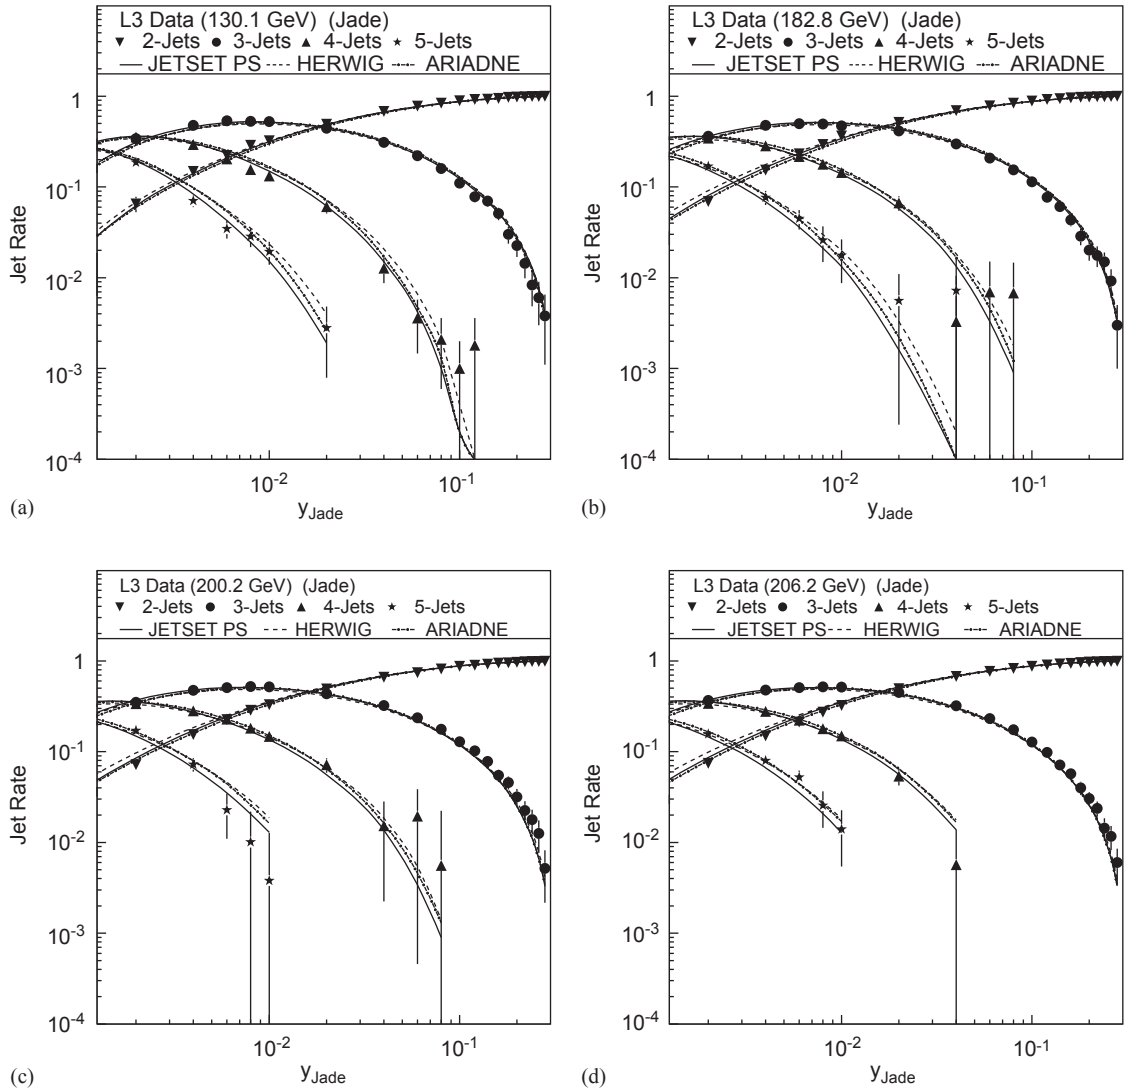 L3 Data (130.1 GeV) (Jade)
2-Jets 3-Jets 4-Jets 5-Jets
JETSET PS HERWIG ARIADNE
1
10-1
10-2
10-3
10-4
Jet Rate
10-2 10-1
yJade
(a)
L3 Data (182.8 GeV) (Jade)
2-Jets 3-Jets 4-Jets 5-Jets
JETSET PS HERWIG ARIADNE
1
10-1
10-2
10-3
10-4
Jet Rate
10-2 10-1
yJade
(b)
L3 Data (200.2 GeV) (Jade)
2-Jets 3-Jets 4-Jets 5-Jets
JETSET PS HERWIG ARIADNE
1
10-1
10-2
10-3
10-4
Jet Rate
10-2 10-1
yJade
(c)
L3 Data (206.2 GeV) (Jade)
2-Jets 3-Jets 4-Jets 5-Jets
JETSET PS HERWIG ARIADNE
1
10-1
10-2
10-3
10-4
Jet Rate
10-2 10-1
yJade
(d)